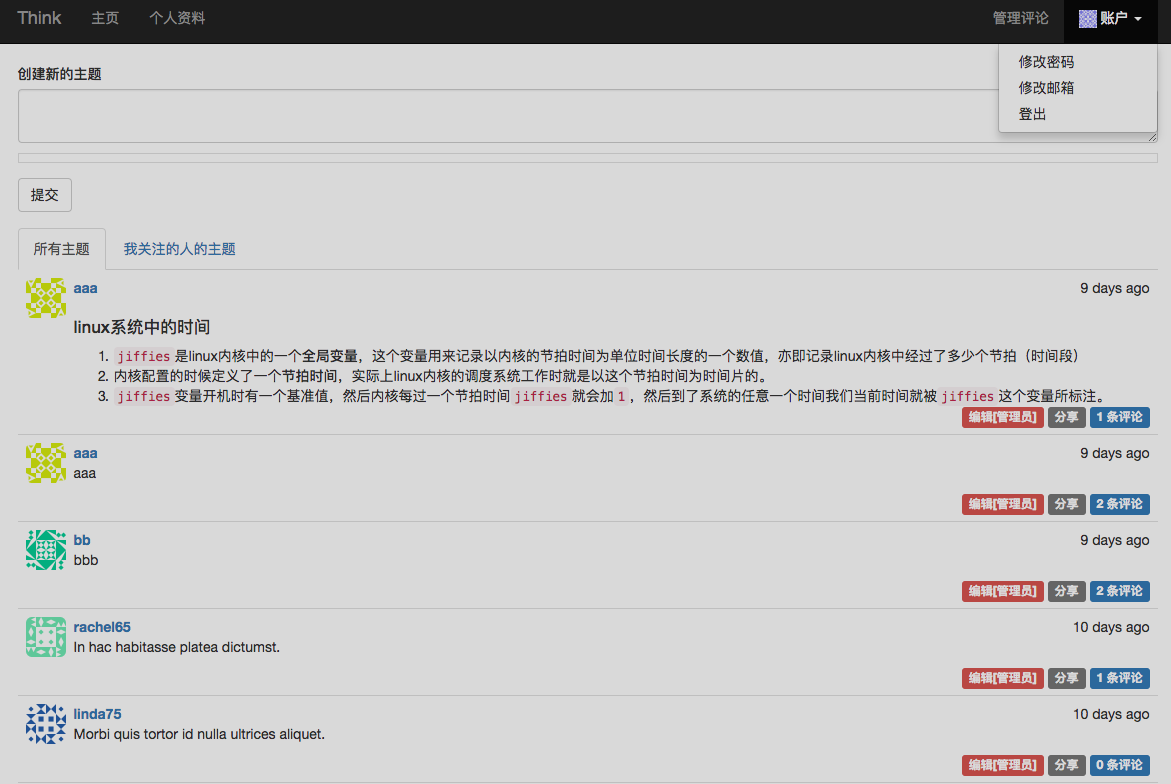 Think 主页 个人资料 管理评论 账户
修改密码
修改邮箱
登出
创建新的主题
提交
所有主题 我关注的人的主题
aaa 9 days ago
linux系统中的时间
1. jiffies 是linux内核中的一个全局变量，这个变量用来记录以内核的节拍时间为单位时间长度的一个数值，亦即记录linux内核中经过了多少个节拍（时间段）
2. 内核配置的时候定义了一个节拍时间，实际上linux内核的调度系统工作时就是以这个节拍时间为时间片的。
3. jiffies 变量开机时有一个基准值，然后内核每过一个节拍时间 jiffies 就会加 1 ，然后到了系统的任意一个时间我们当前时间就被 jiffies 这个变量所标注。
编辑[管理员] 分享 1 条评论
aaa 9 days ago
aaa
编辑[管理员] 分享 2 条评论
bb 9 days ago
bbb
编辑[管理员] 分享 2 条评论
rachel65 10 days ago
In hac habitasse platea dictumst.
编辑[管理员] 分享 1 条评论
linda75 10 days ago
Morbi quis tortor id nulla ultrices aliquet.
编辑[管理员] 分享 0 条评论